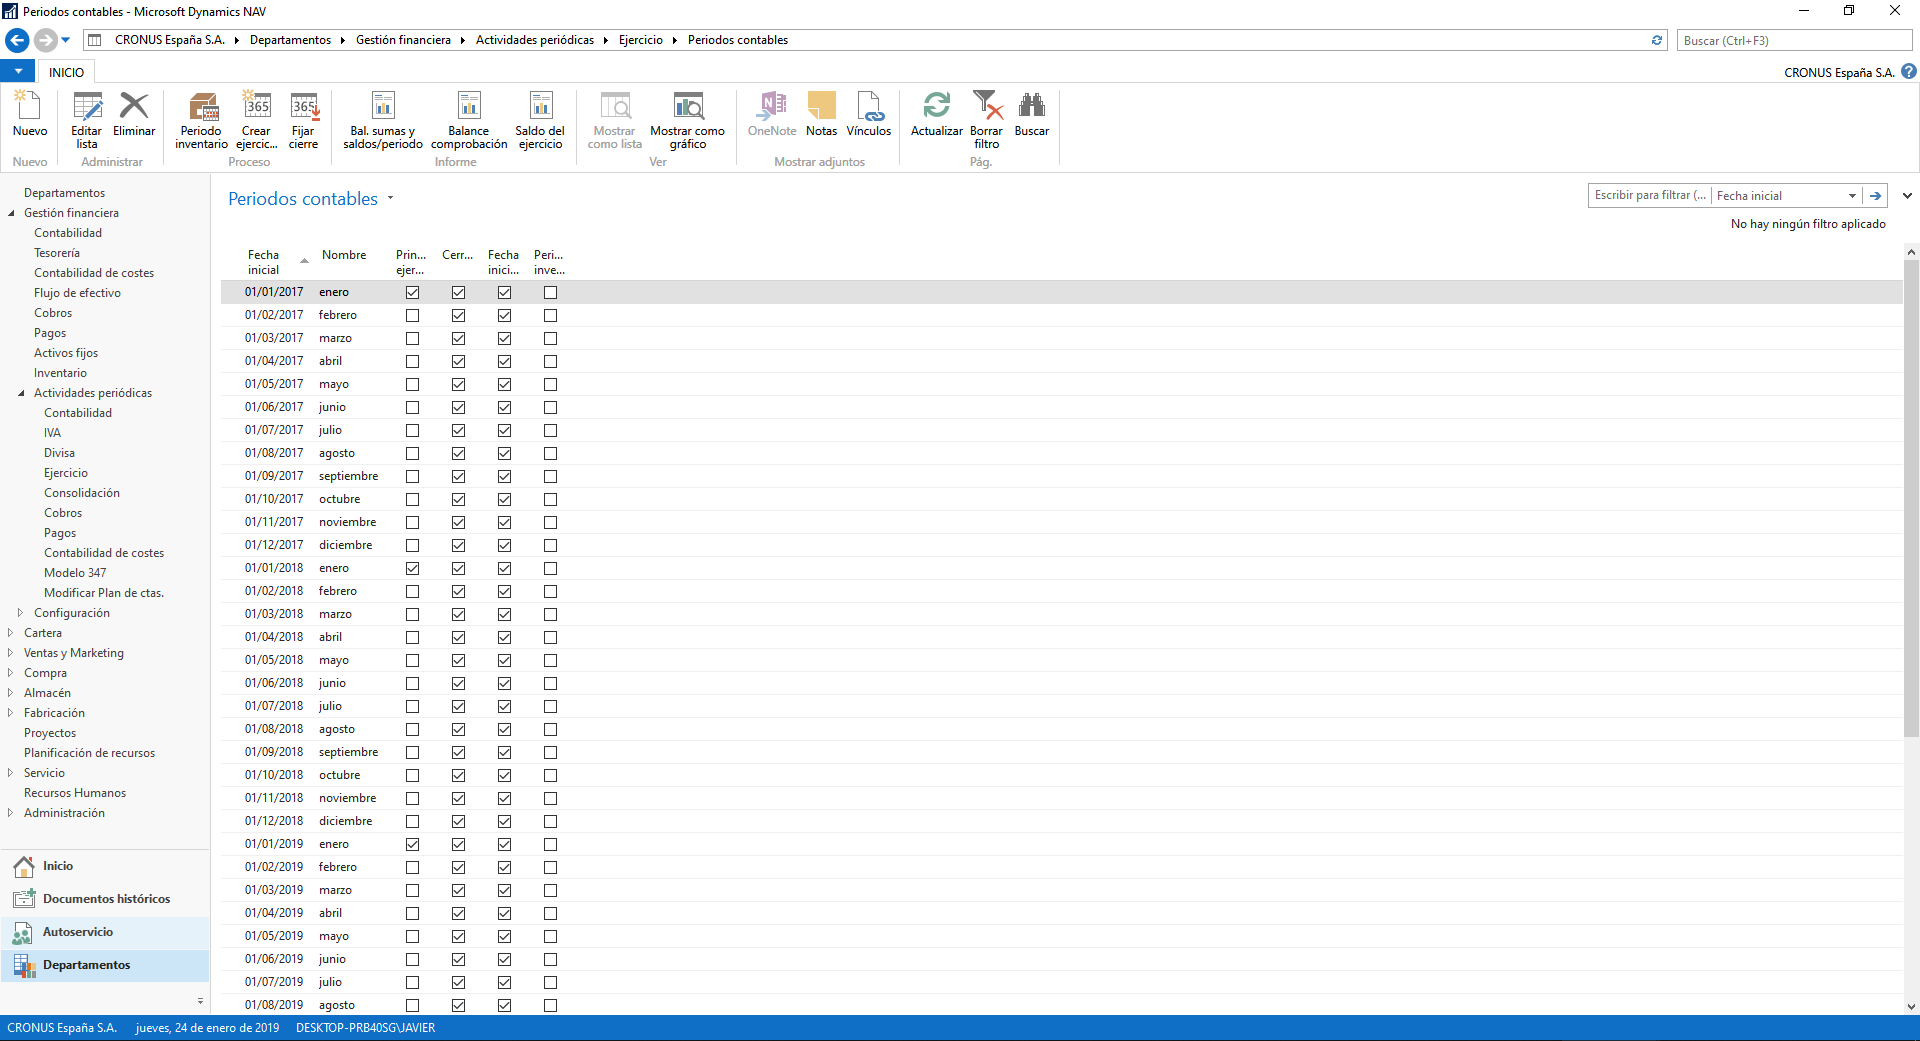 Periodos contables - Microsoft Dynamics NAV
CRONUS España S.A. Departamentos Gestión financiera Actividades periódicas Ejercicio Periodos contables
Buscar (Ctrl+F3)
INICIO
CRONUS España S.A.
Nuevo
Editar lista
Eliminar
Periodo inventario
Crear ejercic...
Fijar cierre
Bal. sumas y saldos/periodo
Balance comprobación
Saldo del ejercicio
Mostrar como lista
Mostrar como gráfico
OneNote
Notas
Vínculos
Actualizar
Borrar filtro
Buscar
Nuevo
Administrar
Proceso
Informe
Ver
Mostrar adjuntos
Pág.
Departamentos
Gestión financiera
Contabilidad
Tesorería
Contabilidad de costes
Flujo de efectivo
Cobros
Pagos
Activos fijos
Inventario
Actividades periódicas
Contabilidad
IVA
Divisa
Ejercicio
Consolidación
Cobros
Pagos
Contabilidad de costes
Modelo 347
Modificar Plan de ctas.
Configuración
Cartera
Ventas y Marketing
Compra
Almacén
Fabricación
Proyectos
Planificación de recursos
Servicio
Recursos Humanos
Administración
Inicio
Documentos históricos
Autoservicio
Departamentos
Periodos contables
Escribir para filtrar (... Fecha inicial
No hay ningún filtro aplicado
Fecha inicial
Nombre
Prin... ejer...
Cerr...
Fecha inici...
Peri... inve...
01/01/2017 enero
01/02/2017 febrero
01/03/2017 marzo
01/04/2017 abril
01/05/2017 mayo
01/06/2017 junio
01/07/2017 julio
01/08/2017 agosto
01/09/2017 septiembre
01/10/2017 octubre
01/11/2017 noviembre
01/12/2017 diciembre
01/01/2018 enero
01/02/2018 febrero
01/03/2018 marzo
01/04/2018 abril
01/05/2018 mayo
01/06/2018 junio
01/07/2018 julio
01/08/2018 agosto
01/09/2018 septiembre
01/10/2018 octubre
01/11/2018 noviembre
01/12/2018 diciembre
01/01/2019 enero
01/02/2019 febrero
01/03/2019 marzo
01/04/2019 abril
01/05/2019 mayo
01/06/2019 junio
01/07/2019 julio
01/08/2019 agosto
CRONUS España S.A. jueves, 24 de enero de 2019 DESKTOP-PRB40SG\JAVIER